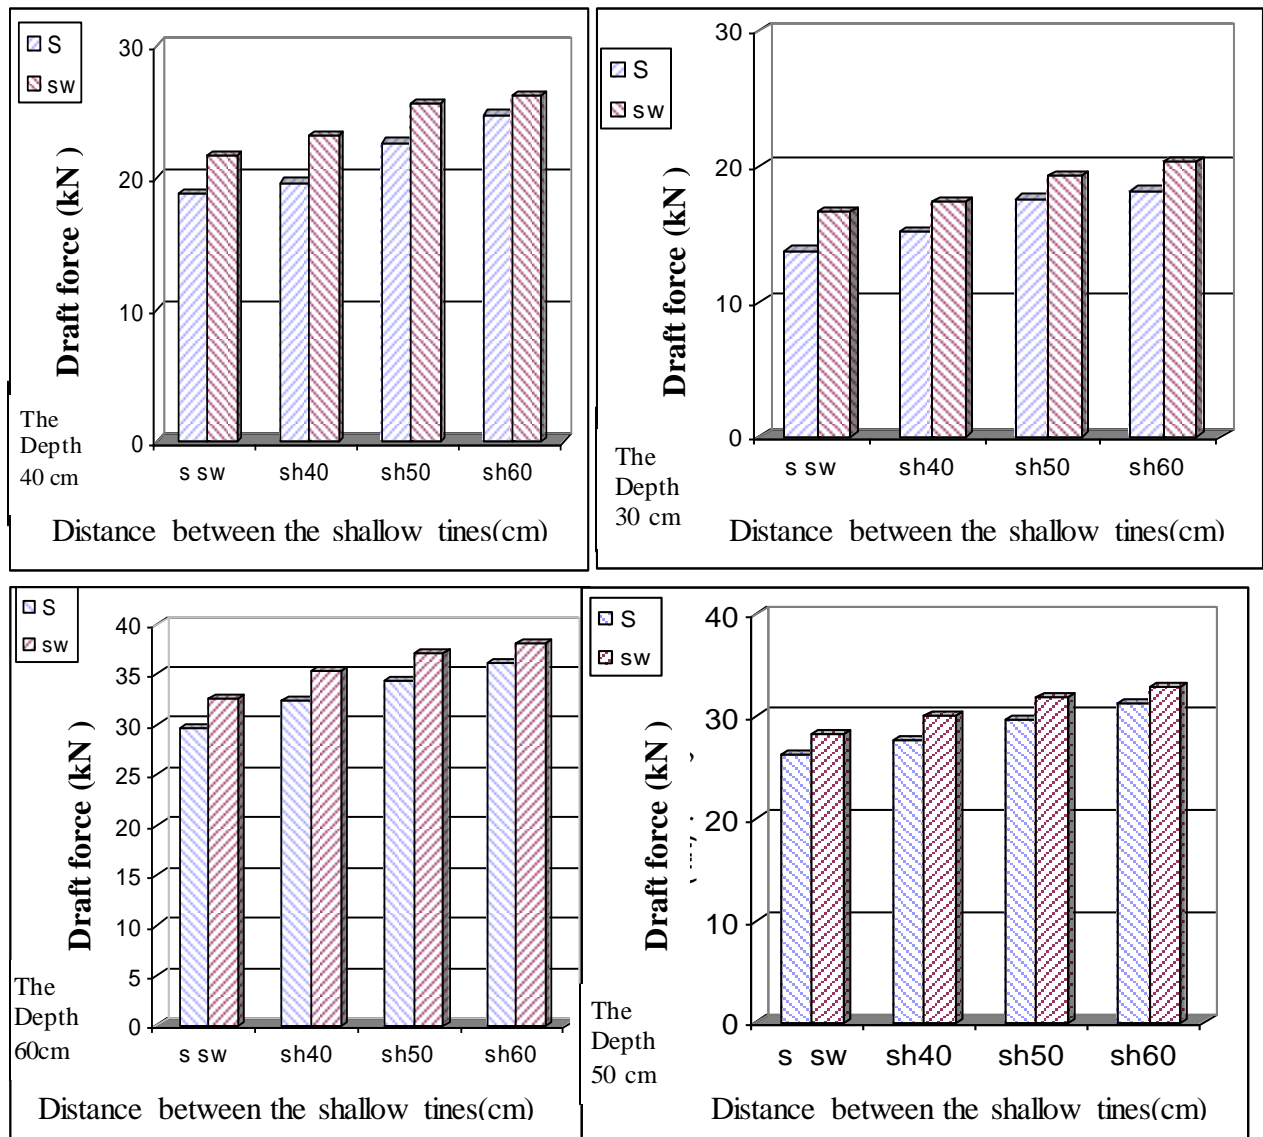 S
sw
30
20
10
0
Draft force (kN )
The
Depth
40 cm
s sw sh40 sh50 sh60
Distance between the shallow tines(cm)
S
sw
30
20
10
0
Draft force (kN )
The
Depth
30 cm
s sw sh40 sh50 sh60
Distance between the shallow tines(cm)
S
sw
40
35
30
25
20
15
10
5
0
Draft force (kN )
The
Depth
60cm
s sw sh40 sh50 sh60
Distance between the shallow tines(cm)
S
sw
40
30
20
10
0
Draft force (kN )
The
Depth
50 cm
s sw sh40 sh50 sh60
Distance between the shallow tines(cm)